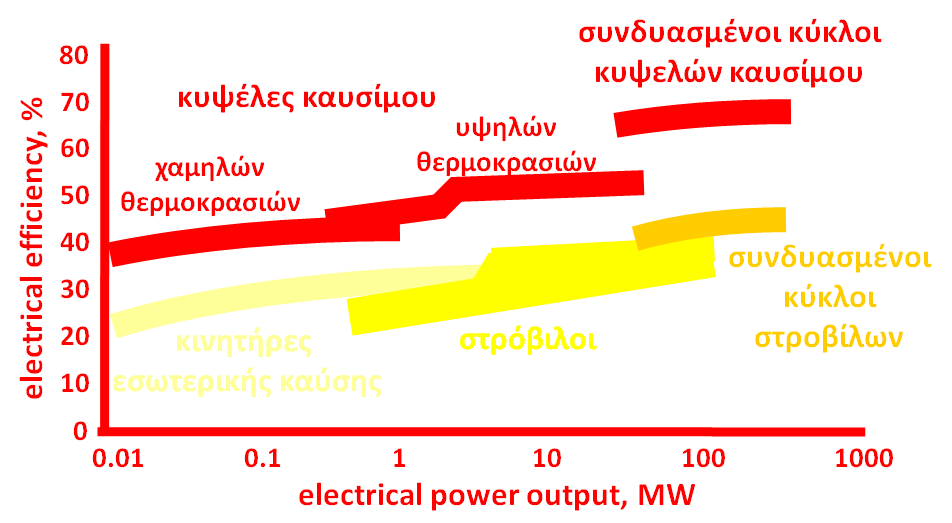 συνδυασμένοι κύκλοι
κυψελών καυσίμου
80
κυψέλες καυσίμου
70
υψηλών
θερμοκρασιών
60
χαμηλών
θερμοκρασιών
50
40
συνδυασμένοι
κύκλοι
στροβίλων
30
κινητήρες
εσωτερικής καύσης
στρόβιλοι
20
10
0
electrical efficiency, %
0.01 0.1 1 10 100 1000
electrical power output, MW